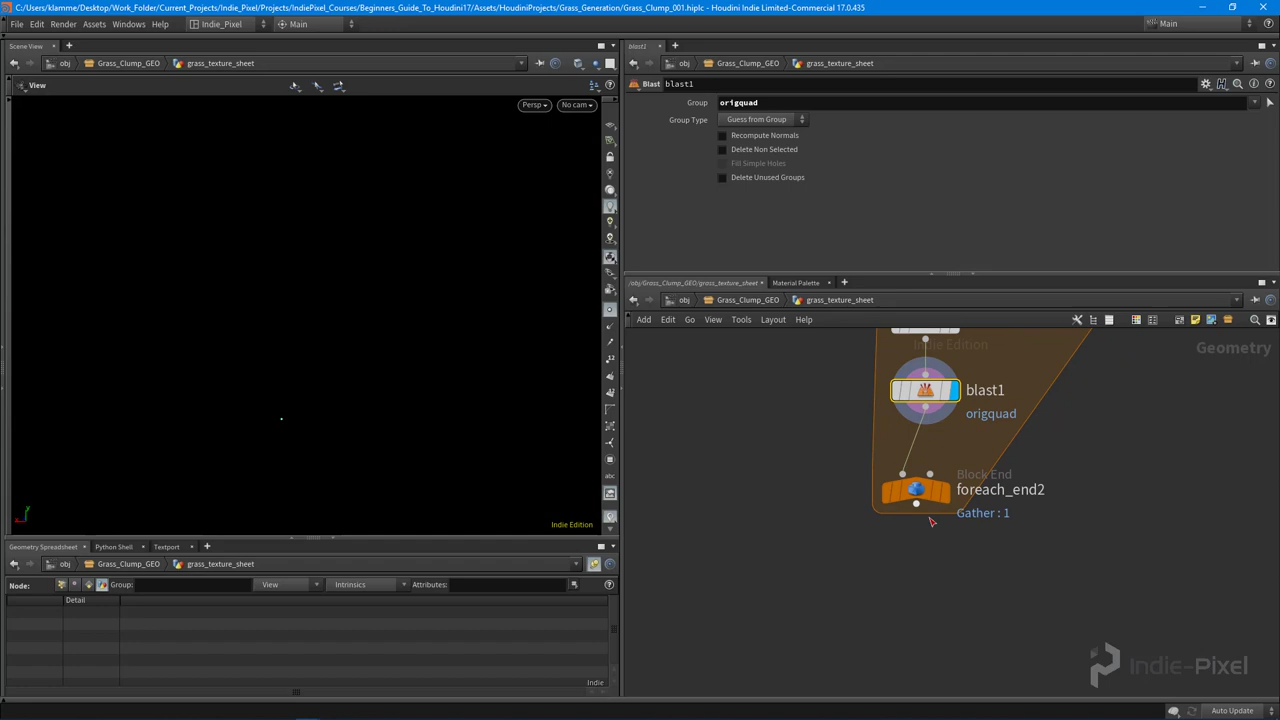 C:/Users/klamme/Desktop/Work_Folder/Current_Projects/Indie_Pixel/Projects/IndiePixel_Courses/Beginners_Guide_To_Houdini17/Assets/HoudiniProjects/Grass_Generation/Grass_Clump_001.hiplc - Houdini Indie Limited-Commercial 17.0.435
File Edit Render Assets Windows Help Indie_Pixel Main Main
Scene View
obj Grass_Clump_GEO grass_texture_sheet
View
Persp No cam
abc
y
Indie Edition
Geometry Spreadsheet Python Shell Textport
obj Grass_Clump_GEO grass_texture_sheet
Node: Group: View Intrinsics Attributes:
Detail
Indie
blast1
obj Grass_Clump_GEO grass_texture_sheet
Blast blast1
Group origquad
Group Type Guess from Group
Recompute Normals
Delete Non Selected
Fill Simple Holes
Delete Unused Groups
/obj/Grass_Clump_GEO/grass_texture_sheet Material Palette
obj Grass_Clump_GEO grass_texture_sheet
Add Edit Go View Tools Layout Help
Indie Edition
Geometry
blast1
origquad
Block End
foreach_end2
Gather : 1
Indie-Pixel
Auto Update